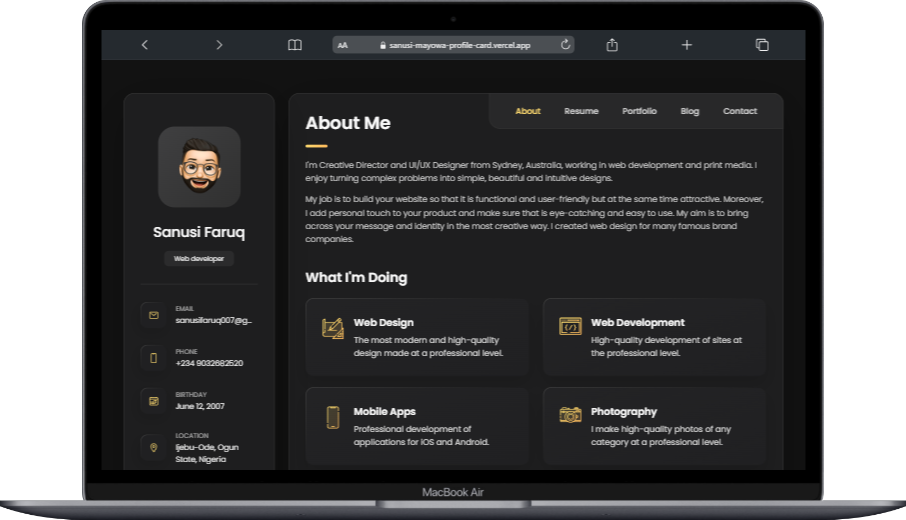 AA
sanusi-mayowa-profile-card.vercel.app
About
Resume
Portfolio
Blog
Contact
Sanusi Faruq
Web developer
EMAIL
sanusifaruq007@g...
PHONE
+234 9032682520
BIRTHDAY
June 12, 2007
LOCATION
Ijebu-Ode, Ogun
State, Nigeria
About Me
I'm Creative Director and UI/UX Designer from Sydney, Australia, working in web development and print media. I
enjoy turning complex problems into simple, beautiful and intuitive designs.
My job is to build your website so that it is functional and user-friendly but at the same time attractive. Moreover,
I add personal touch to your product and make sure that is eye-catching and easy to use. My aim is to bring
across your message and identity in the most creative way. I created web design for many famous brand
companies.
What I'm Doing
Web Design
The most modern and high-quality
design made at a professional level.
Web Development
High-quality development of sites at
the professional level.
Mobile Apps
Professional development of
applications for iOS and Android.
Photography
I make high-quality photos of any
category at a professional level.
MacBook Air